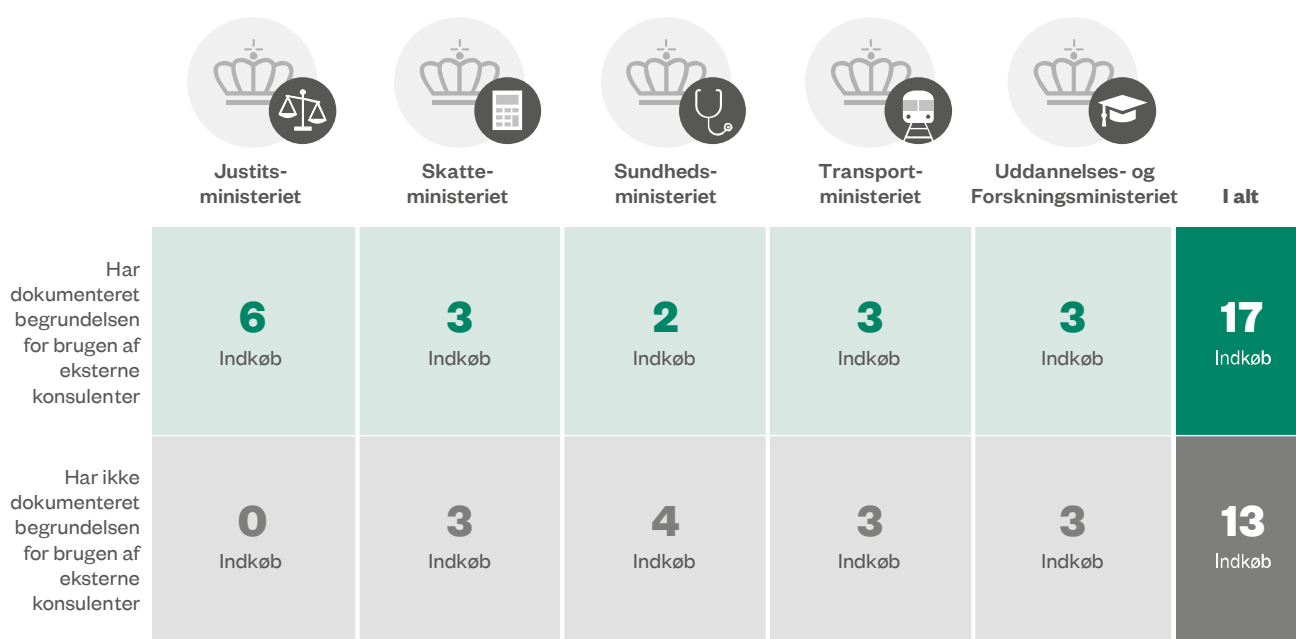 Justits-
ministeriet
Skatte-
ministeriet
Sundheds-
ministeriet
Transport-
ministeriet
Uddannelses- og
Forskningsministeriet
I alt
Har
dokumenteret
begrundelsen
for brugen af
eksterne
konsulenter
6
Indkøb
3
Indkøb
2
Indkøb
3
Indkøb
3
Indkøb
17
Indkøb
Har ikke
dokumenteret
begrundelsen
for brugen af
eksterne
konsulenter
0
Indkøb
3
Indkøb
4
Indkøb
3
Indkøb
3
Indkøb
13
Indkøb